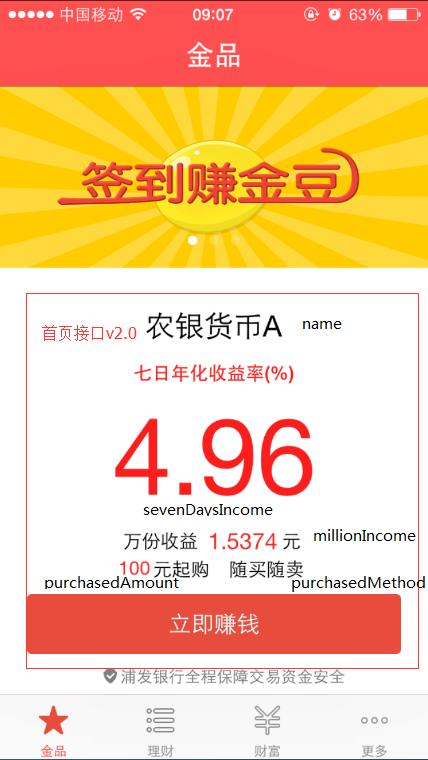 中国移动 09:07 63%
金品
签到赚金豆
首页接口v2.0 农银货币A name
七日年化收益率(%)
4.96
sevenDaysIncome
万份收益 1.5374 元 millionIncome
100元起购 随买随卖
purchasedAmount purchasedMethod
立即赚钱
浦发银行全程保障交易资金安全
金品 理财 财富 更多